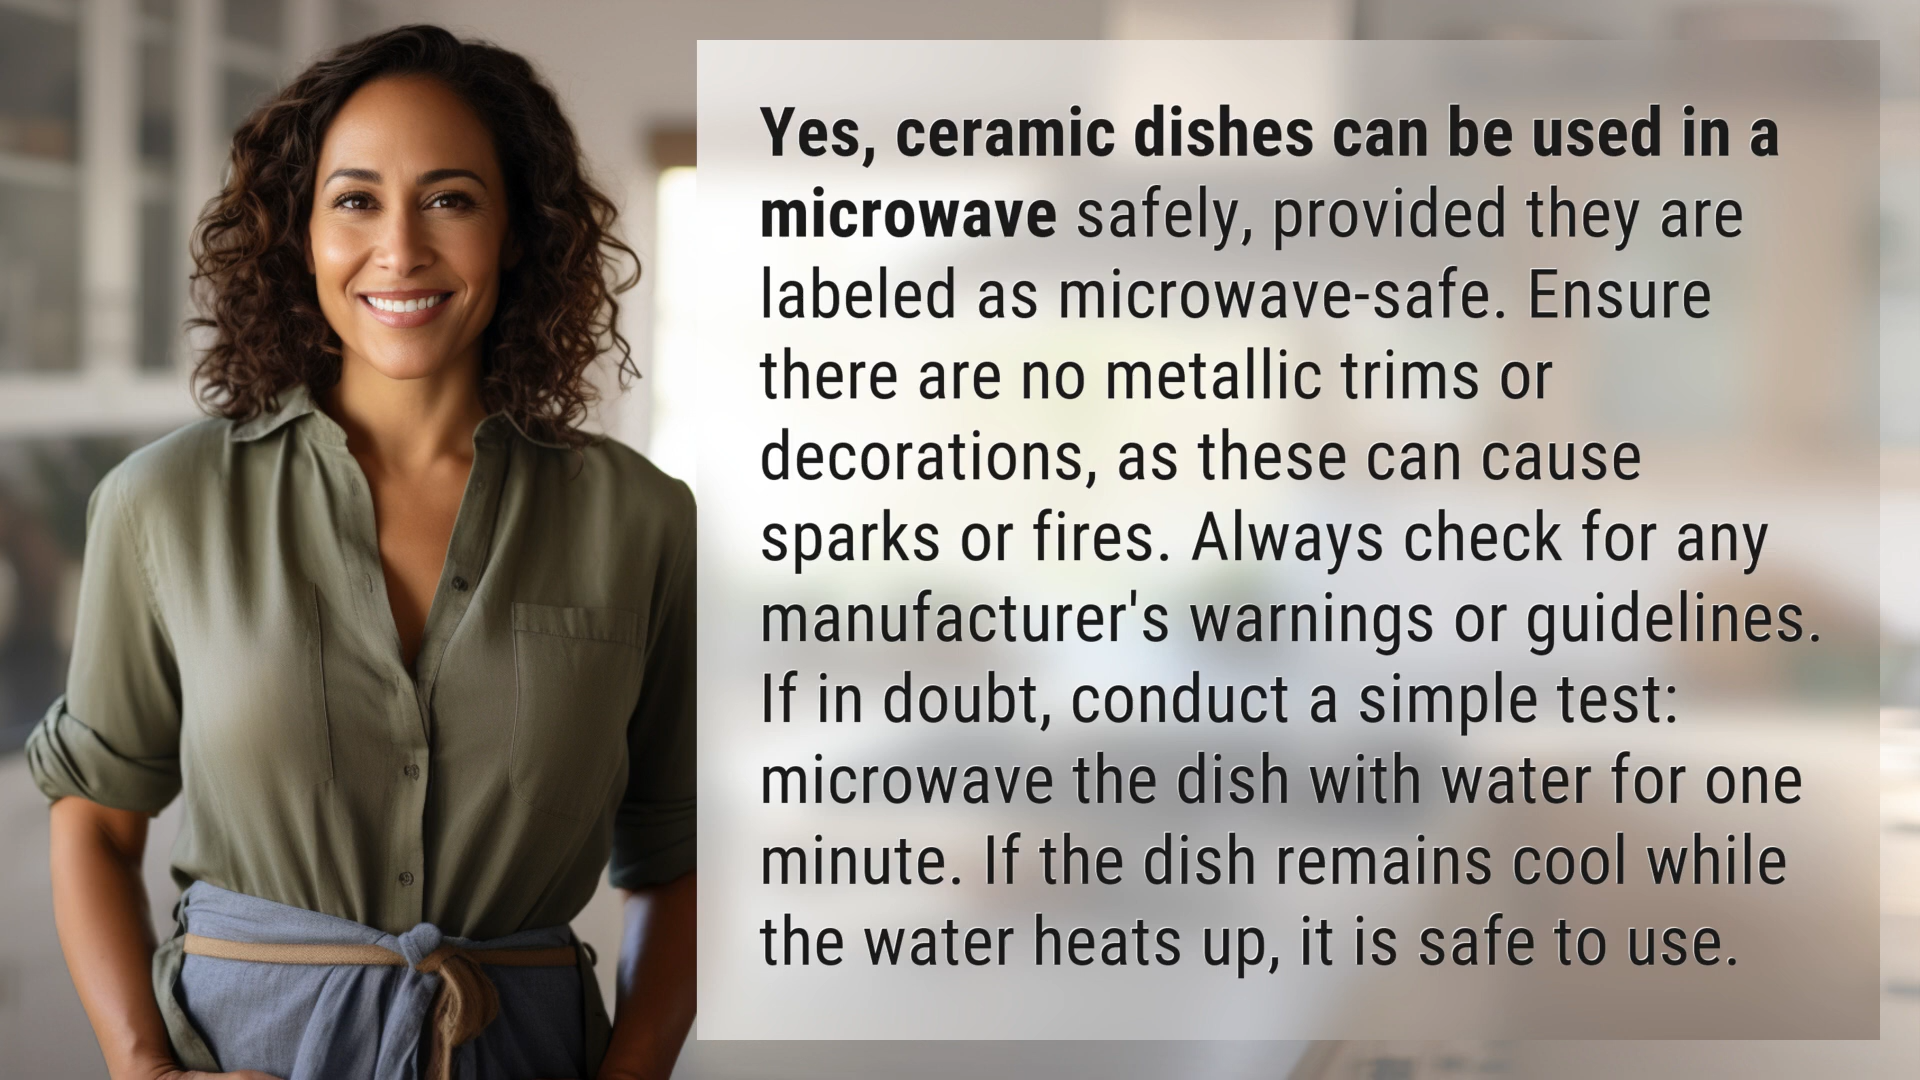 Yes, ceramic dishes can be used in a
microwave safely, provided they are
labeled as microwave-safe. Ensure
there are no metallic trims or
decorations, as these can cause
sparks or fires. Always check for any
manufacturer's warnings or guidelines.
If in doubt, conduct a simple test:
microwave the dish with water for one
minute. If the dish remains cool while
the water heats up, it is safe to use.